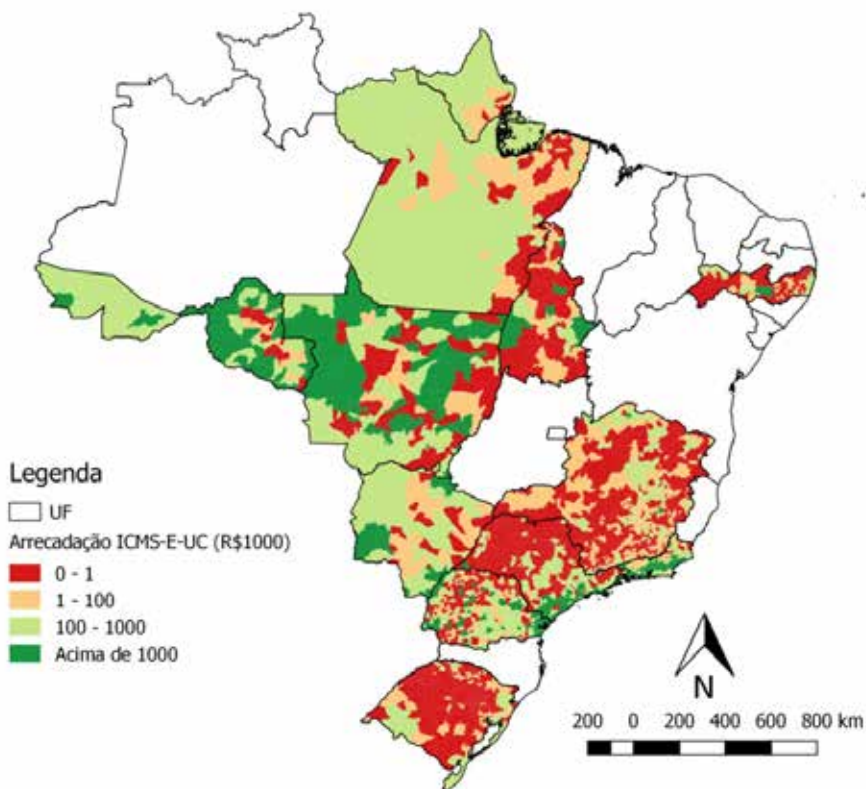 Legenda
UF
Arrecadação ICMS-E-UC (R$1000)
0 - 1
1 - 100
100 - 1000
Acima de 1000
N
200 0 200 400 600 800 km